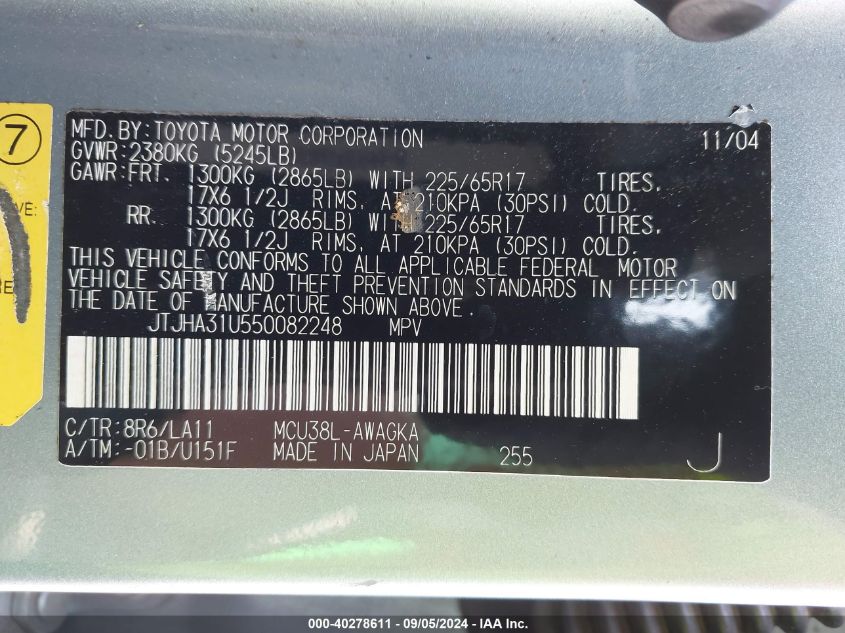 7
VE:
RE
MFD. BY: TOYOTA MOTOR CORPORATION 11/04
GVWR: 2380KG (5245LB)
GAWR: FRT. 1300KG (2865LB) WITH 225/65R17 TIRES.
17X6 1/2J RIMS, AT 210KPA (30PSI) COLD.
RR. 1300KG (2865LB) WITH 225/65R17 TIRES.
17X6 1/2J RIMS, AT 210KPA (30PSI) COLD.
THIS VEHICLE CONFORMS TO ALL APPLICABLE FEDERAL MOTOR
VEHICLE SAFETY AND THEFT PREVENTION STANDARDS IN EFFECT ON
THE DATE OF MANUFACTURE SHOWN ABOVE.
JTJHA31U550082248 MPV
C/TR: 8R6/LA11 MCU38L-AWAGKA
A/TM: -01B/U151F MADE IN JAPAN 255 J
000-40278611 - 09/05/2024 - IAA Inc.